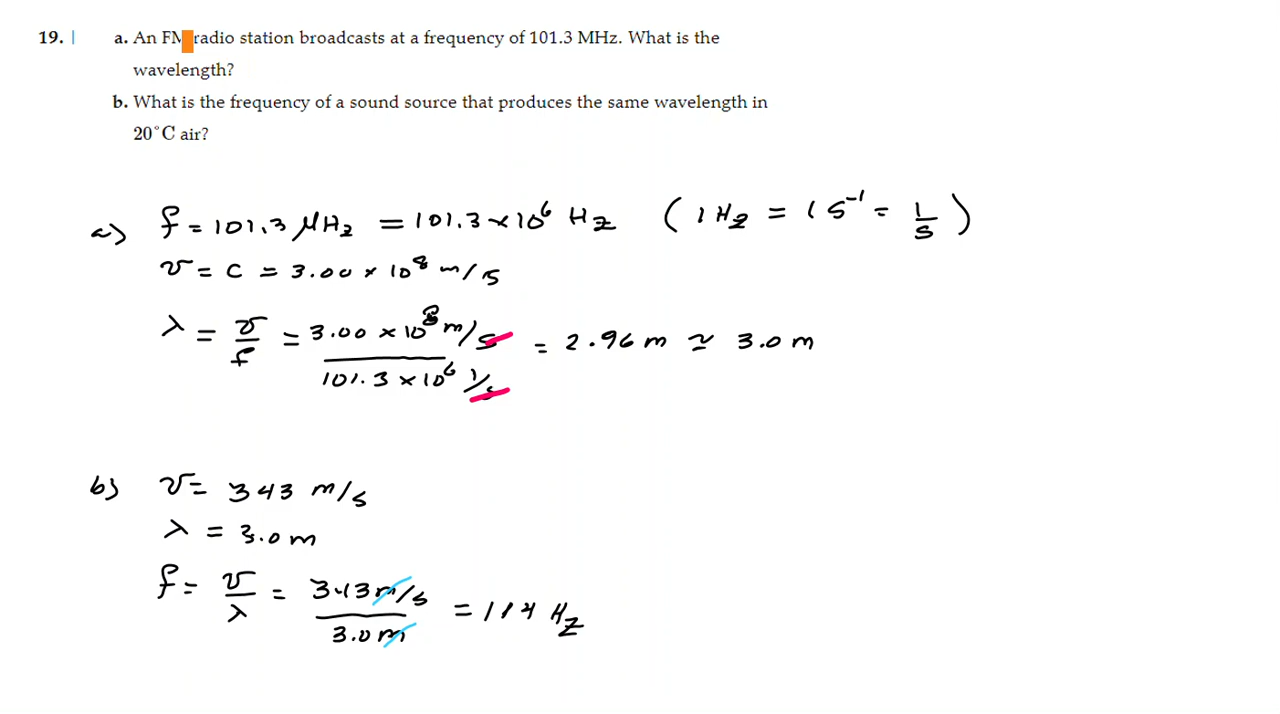 19. | a. An FM radio station broadcasts at a frequency of 101.3 MHz. What is the
wavelength?
b. What is the frequency of a sound source that produces the same wavelength in
20°C air?
a) f = 101.3 MHz = 101.3 × 10⁶ Hz (1 Hz = 1 s⁻¹ = 1/s)
v = c = 3.00 × 10⁸ m/s
λ = v/f = 3.00 × 10⁸ m/s / 101.3 × 10⁶ 1/s = 2.96 m ≃ 3.0 m
b) v = 343 m/s
λ = 3.0 m
f = v/λ = 343 m/s / 3.0 m = 114 Hz